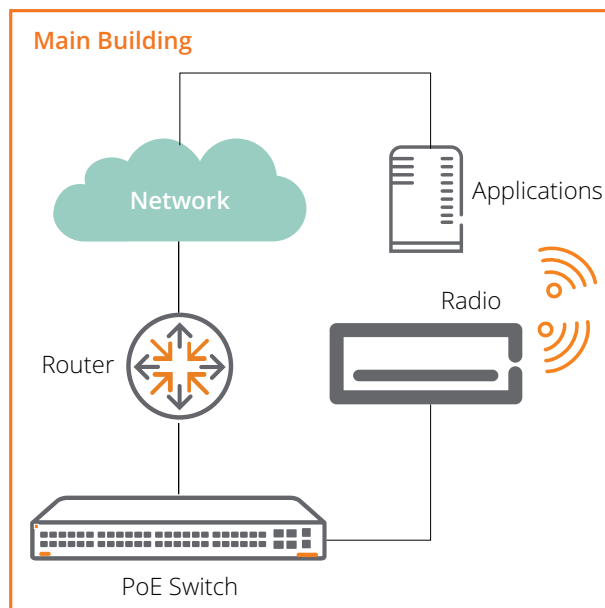 Main Building
Network
Applications
Radio
Router
PoE Switch